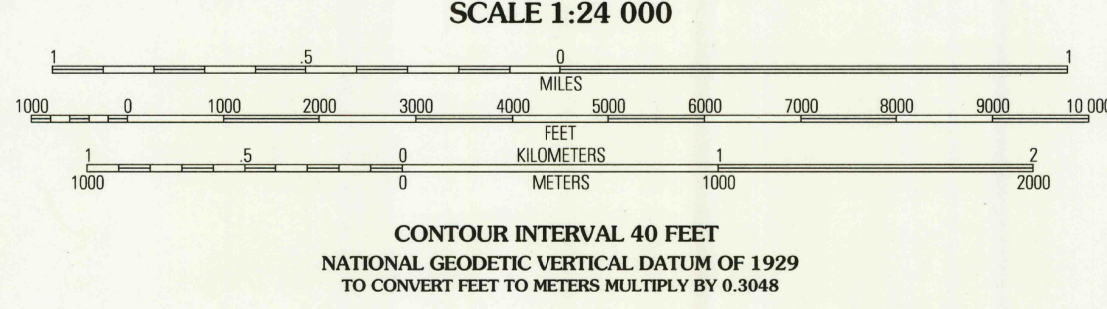 SCALE 1:24 000
1 .5 0 1
MILES
1000 0 1000 2000 3000 4000 5000 6000 7000 8000 9000 10 000
FEET
1 .5 0 KILOMETERS 1 2
1000 0 METERS 1000 2000
CONTOUR INTERVAL 40 FEET
NATIONAL GEODETIC VERTICAL DATUM OF 1929
TO CONVERT FEET TO METERS MULTIPLY BY 0.3048